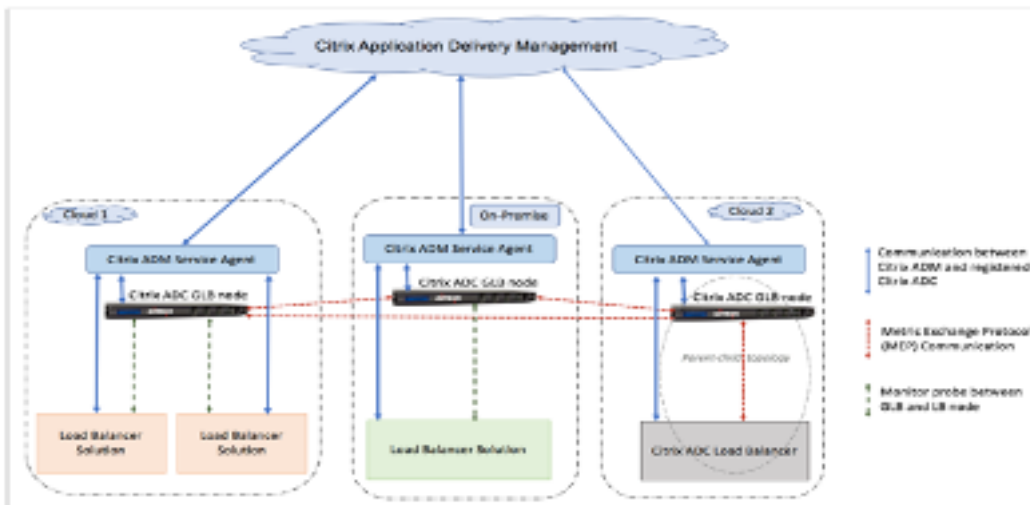 Citrix Application Delivery Management
Cloud 1
On-Premise
Cloud 2
Citrix ADM Service Agent
Citrix ADM Service Agent
Citrix ADM Service Agent
Citrix ADC GLB node
Citrix ADC GLB node
Citrix ADC GLB node
Communication between
Citrix ADM and registered
Citrix ADC
Metric Exchange Protocol
(MEP) Communication
Parent-child topology
Monitor probe between
GLB and LB node
Load Balancer
Solution
Load Balancer
Solution
Load Balancer Solution
Citrix ADC Load Balancer